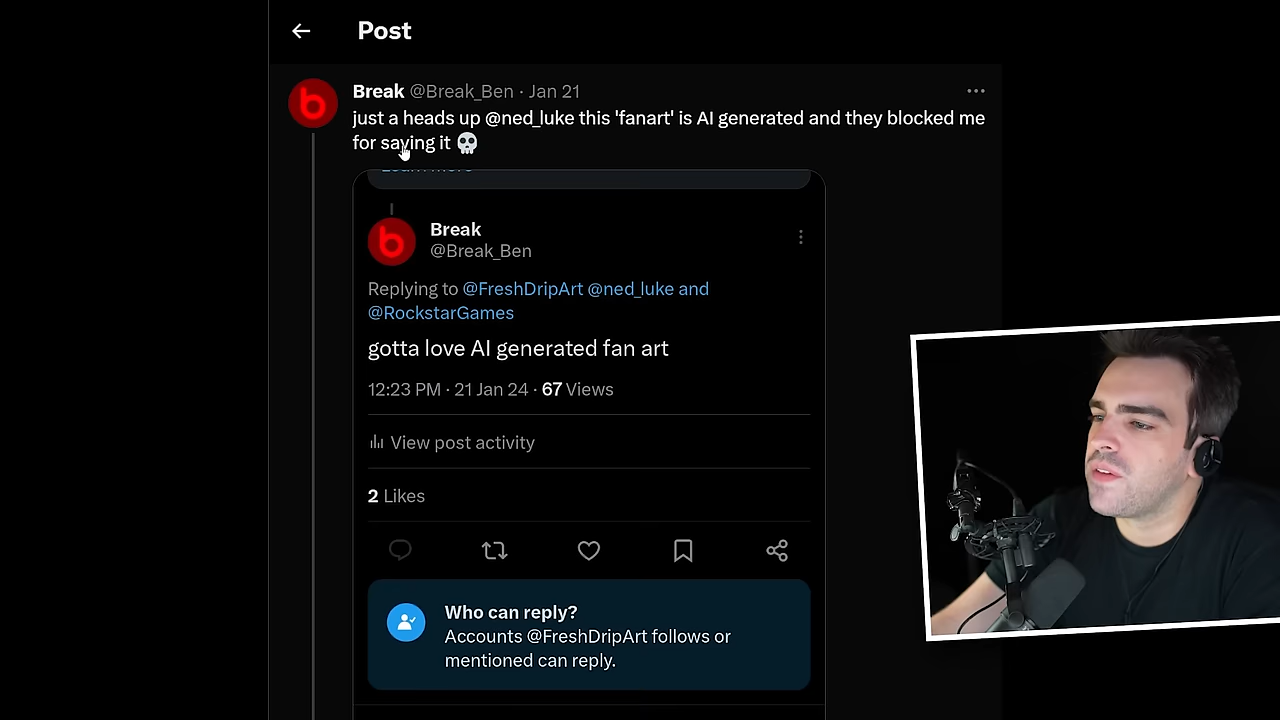 Post
Break @Break_Ben · Jan 21
just a heads up @ned_luke this 'fanart' is AI generated and they blocked me
for saying it 💀
Learn more
Break
@Break_Ben
Replying to @FreshDripArt @ned_luke and
@RockstarGames
gotta love AI generated fan art
12:23 PM · 21 Jan 24 · 67 Views
View post activity
2 Likes
Who can reply?
Accounts @FreshDripArt follows or
mentioned can reply.